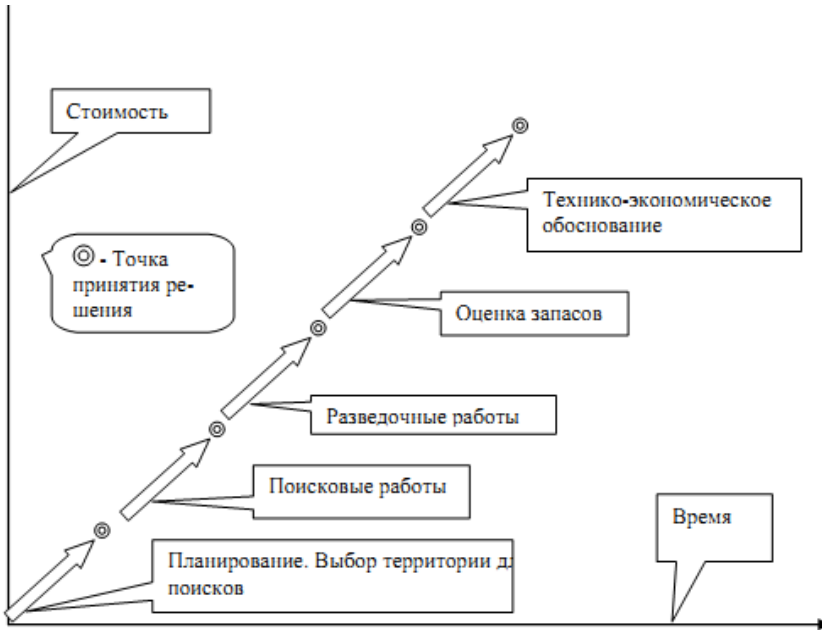 Стоимость
- Точка
принятия ре-
шения
Технико-экономическое
обоснование
Оценка запасов
Разведочные работы
Поисковые работы
Время
Планирование. Выбор территории д
поисков